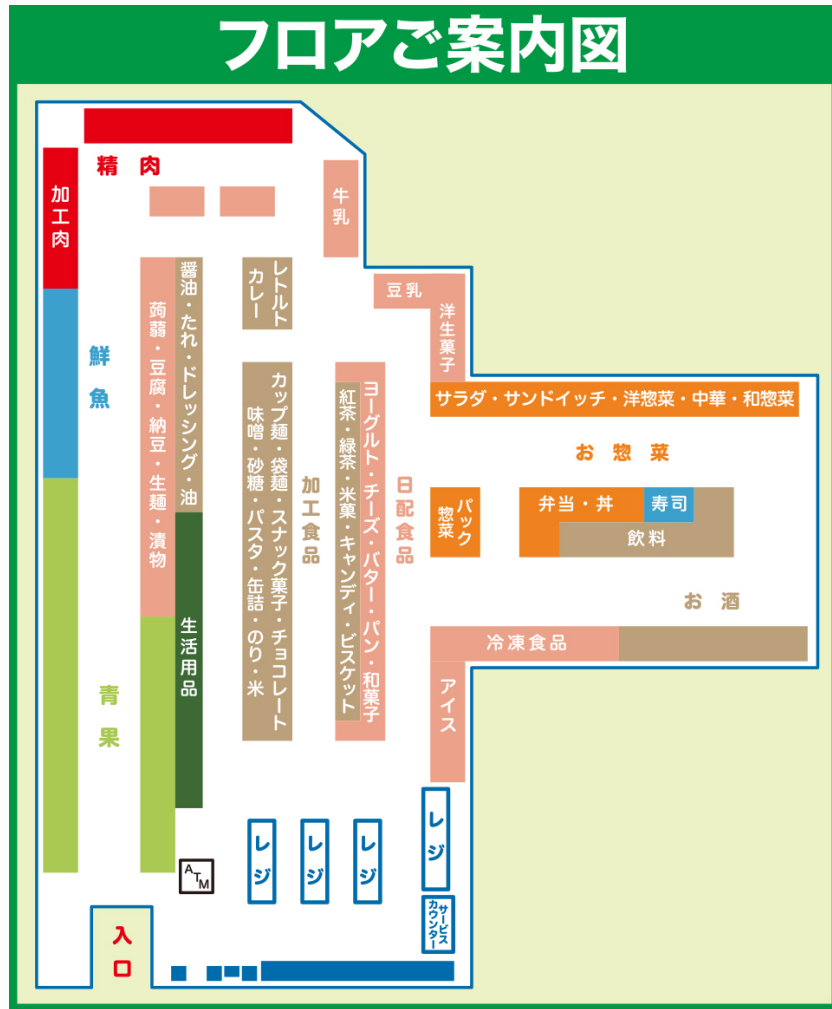 フロアご案内図
精肉
加工肉
牛乳
豆乳
洋生菓子
醤油・たれ・ドレッシング・油
レトルト
カレー
蒟蒻・豆腐・納豆・生麺・漬物
鮮魚
カップ麺・袋麺・スナック菓子・チョコレート
味噌・砂糖・パスタ・缶詰・のり・米
加工食品
ヨーグルト・チーズ・バター・パン・和菓子
紅茶・緑茶・米菓・キャンディ・ビスケット
日配食品
サラダ・サンドイッチ・洋惣菜・中華・和惣菜
お惣菜
パック
惣菜
弁当・丼
寿司
飲料
お酒
冷凍食品
アイス
生活用品
青果
レジ
レジ
レジ
レジ
ATM
サービス
カウンター
入口